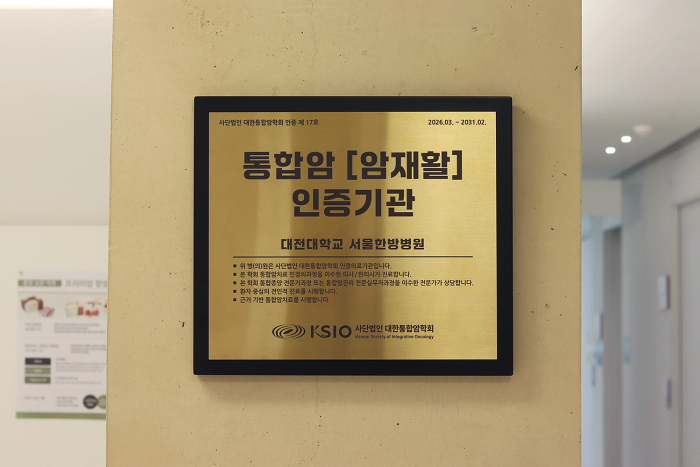 사단법인 대한통합암학회 인증 제 17호
2026.03. ~ 2031.02.
통합암 [암재활]
인증기관
대전대학교 서울한방병원
■ 위 병(의)원은 사단법인 대한통합암학회 인증의료기관입니다.
■ 본 학회 통합암치료 인정의과정을 이수한 의사 / 한의사가 진료합니다.
■ 본 학회 통합종양 전문가과정 또는 통합암관리 전문실무자과정을 이수한 전문가가 상담합니다.
■ 환자 중심의 전인적 진료를 시행합니다.
■ 근거 기반 통합암치료를 시행합니다.
KSIO 사단법인 대한통합암학회
Korean Society of Integrative Oncology